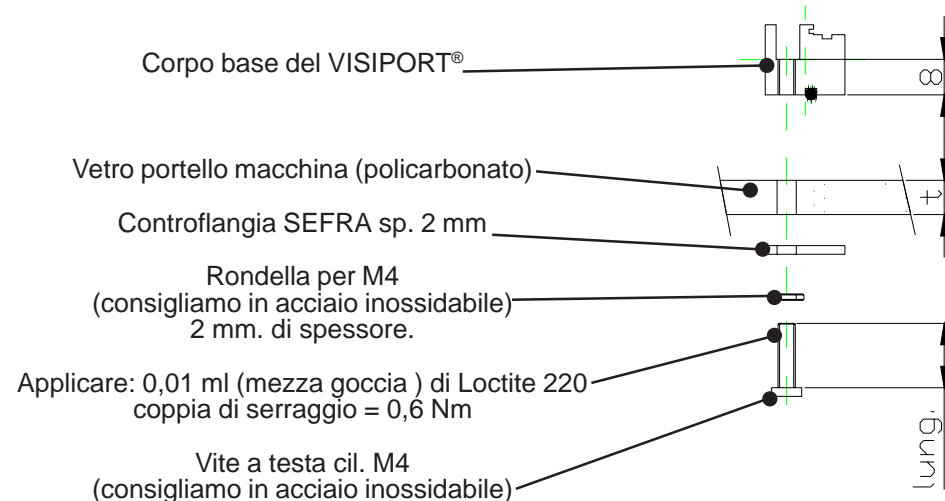 Corpo base del VISIPORT®
8
Vetro portello macchina (policarbonato)
t
Controflangia SEFRA sp. 2 mm
Rondella per M4
(consigliamo in acciaio inossidabile)
2 mm. di spessore.
Applicare: 0,01 ml (mezza goccia ) di Loctite 220
coppia di serraggio = 0,6 Nm
lung.
Vite a testa cil. M4
(consigliamo in acciaio inossidabile)